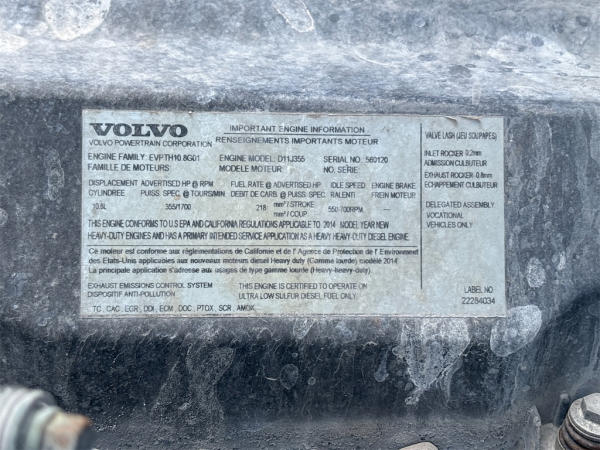 VOLVO
VOLVO POWERTRAIN CORPORATION
IMPORTANT ENGINE INFORMATION
RENSEIGNEMENTS IMPORTANTS MOTEUR
ENGINE FAMILY: EVPTH10.8G01 ENGINE MODEL: D11J355 SERIAL NO: 560120
FAMILLE DE MOTEURS: MODELE MOTEUR NO. SÉRIE:
DISPLACEMENT ADVERTISED HP @ RPM FUEL RATE @ ADVERTISED HP IDLE SPEED ENGINE BRAKE
CYLINDREE PUISS. SPEC @ TOURS/MIN. DEBIT DE CARB. @ PUISS. SPEC. RALENTI FREIN MOTEUR
10.8L 355/1700 218 mm³/STROKE 550-700RPM
mm³/COUP
THIS ENGINE CONFORMS TO U.S EPA AND CALIFORNIA REGULATIONS APPLICABLE TO 2014 MODEL YEAR NEW
HEAVY-DUTY ENGINES AND HAS A PRIMARY INTENDED SERVICE APPLICATION AS A HEAVY HEAVY-DUTY DIESEL ENGINE.
Ce moteur est conforme aux réglementations de Californie et de l' Agence de Protection de l' Environment
des Etats-Unis applicables aux nouveaux moteurs diesel Heavy duty (Gamme lourde) modèle 2014
La principale application s'adresse aux usages de type gamme lourde (Heavy-heavy-duty).
EXHAUST EMISSIONS CONTROL SYSTEM
DISPOSITIF ANTI-POLLUTION
THIS ENGINE IS CERTIFIED TO OPERATE ON
ULTRA LOW SULFUR DIESEL FUEL ONLY.
TC, CAC, EGR, DDI, ECM, DOC, PTOX, SCR, AMOX
VALVE LASH (JEU SOUPAPES)
INLET ROCKER 0.2mm
ADMISSION CULBUTEUR
EXHAUST ROCKER :0.8mm
ECHAPPEMENT CULBUTEUR
DELEGATED ASSEMBLY
VOCATIONAL
VEHICLES ONLY
LABEL NO
22284034